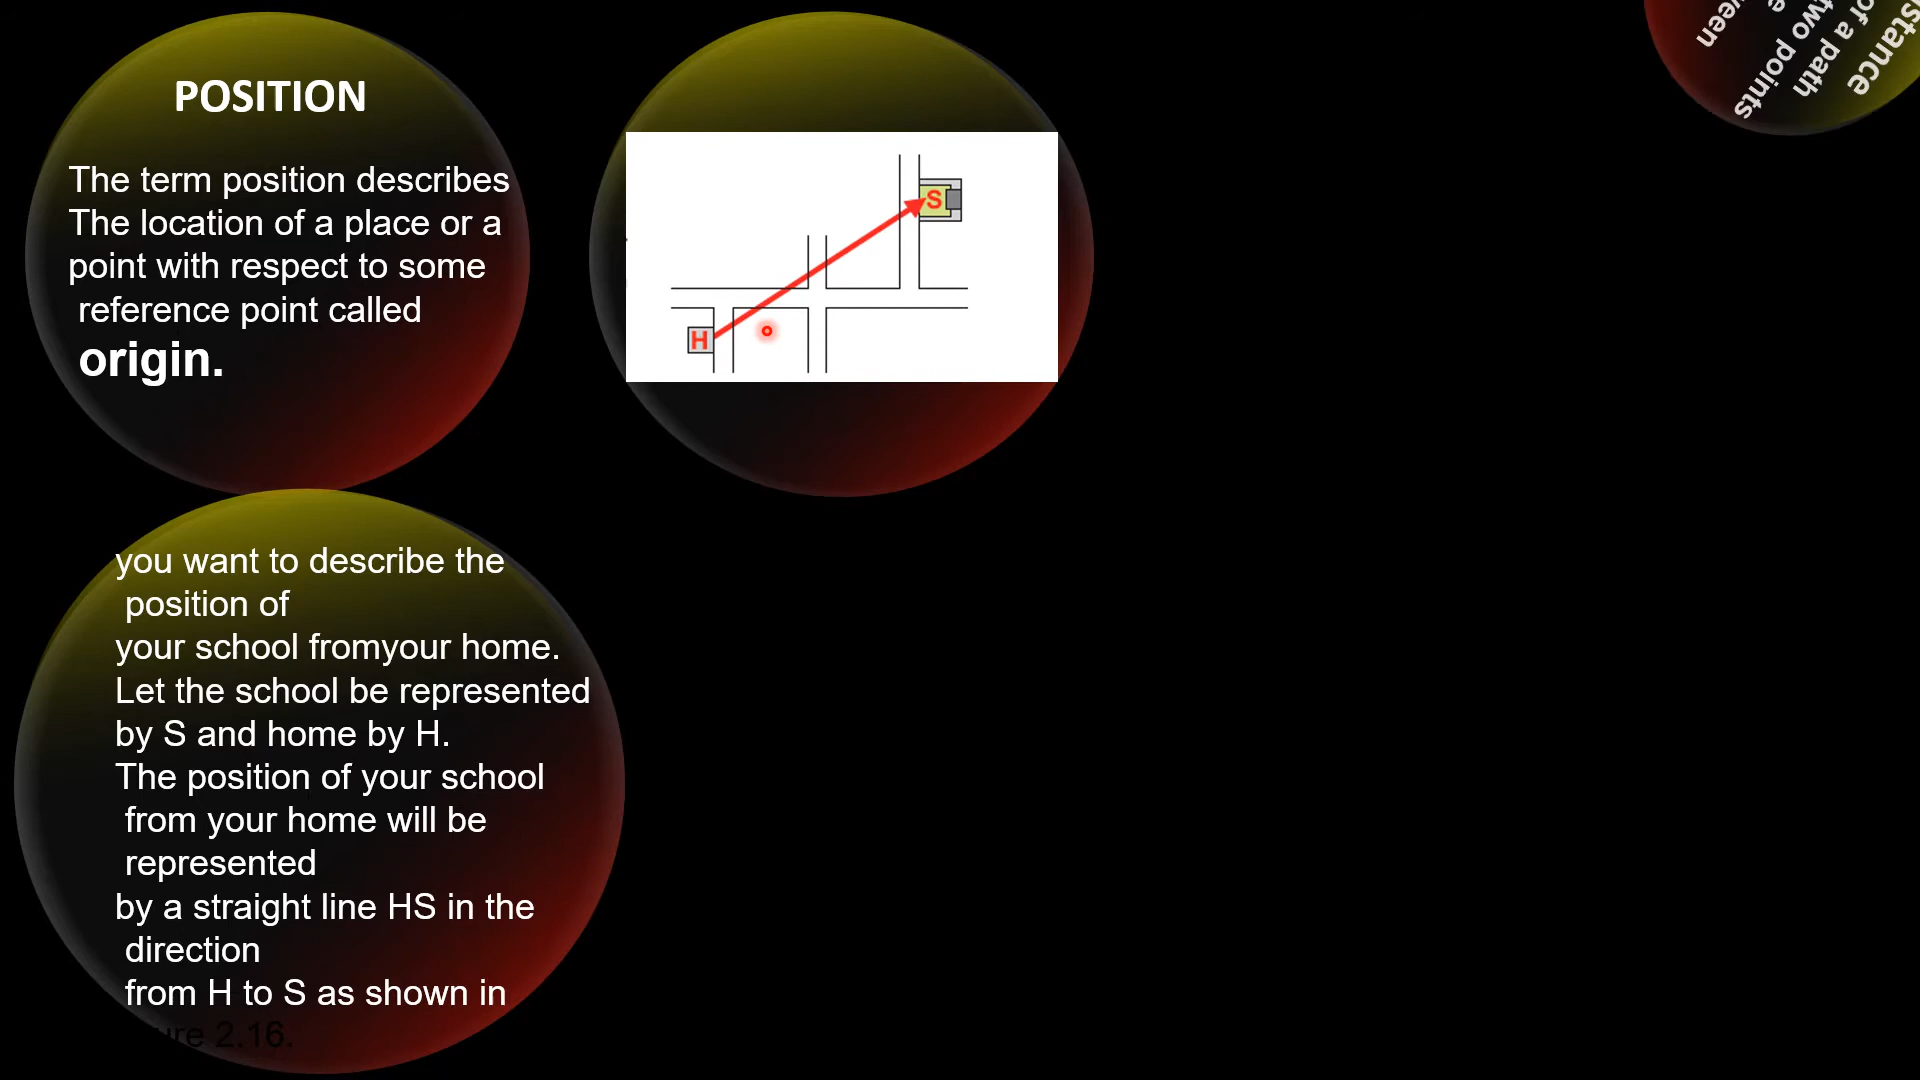 POSITION
The term position describes
The location of a place or a
point with respect to some
reference point called
origin.
S
H
stance
of a path
two points
ween
you want to describe the
position of
your school fromyour home.
Let the school be represented
by S and home by H.
The position of your school
from your home will be
represented
by a straight line HS in the
direction
from H to S as shown in
ure 2.16.